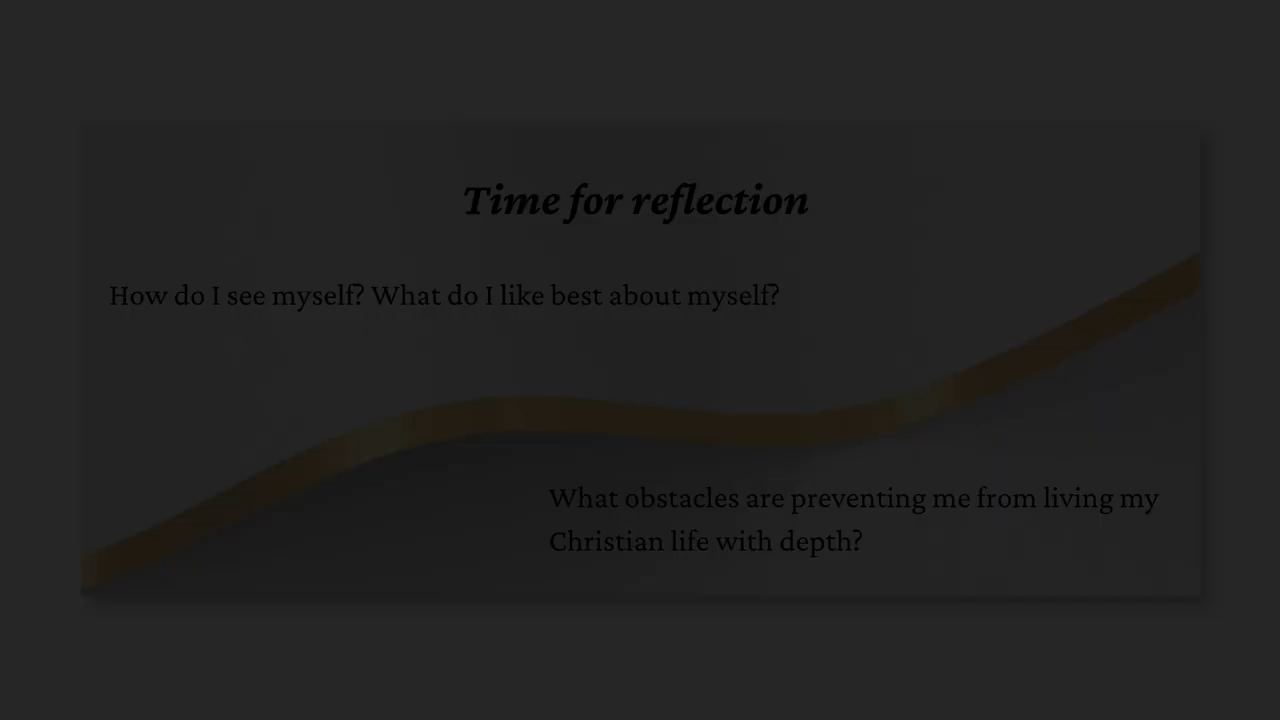 Time for reflection
How do I see myself? What do I like best about myself?
What obstacles are preventing me from living my
Christian life with depth?